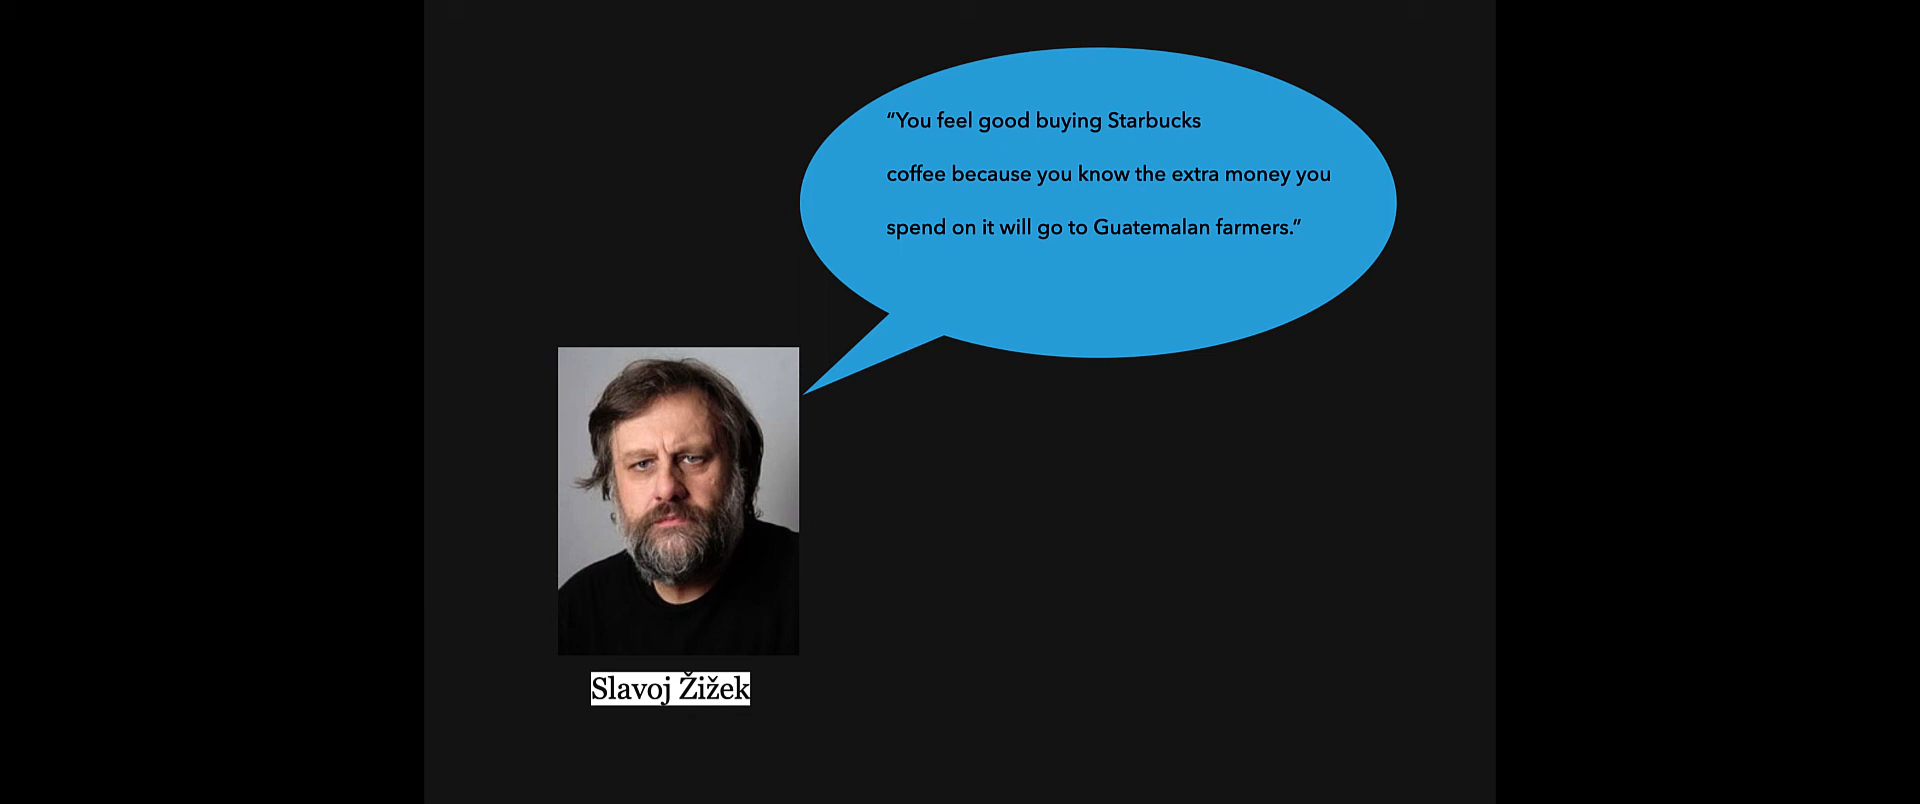 “You feel good buying Starbucks
coffee because you know the extra money you
spend on it will go to Guatemalan farmers.”
Slavoj Žižek